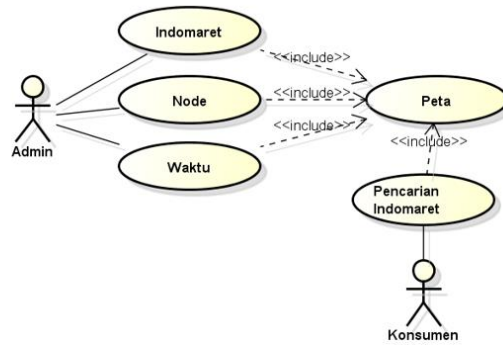 Indomaret
<<include>>
Node
<<include>>
Peta
Admin
<<include>>
Waktu
<<include>>
Pencarian
Indomaret
Konsumen